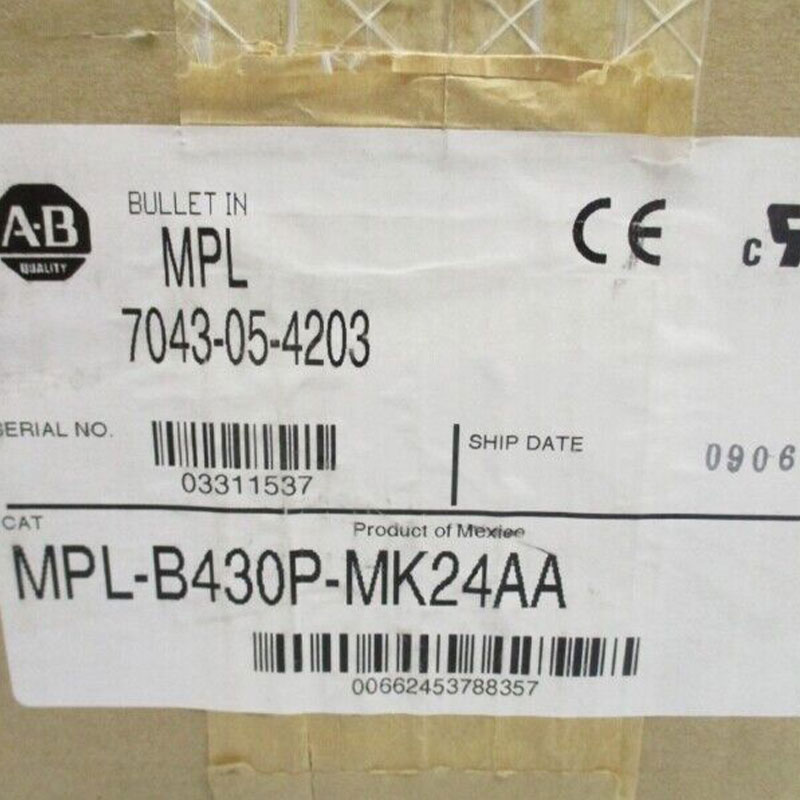 A-B
QUALITY
BULLET IN
MPL
7043-05-4203
CE
c
SERIAL NO.
03311537
SHIP DATE
0906
CAT
Product of Mexico
MPL-B430P-MK24AA
00662453788357